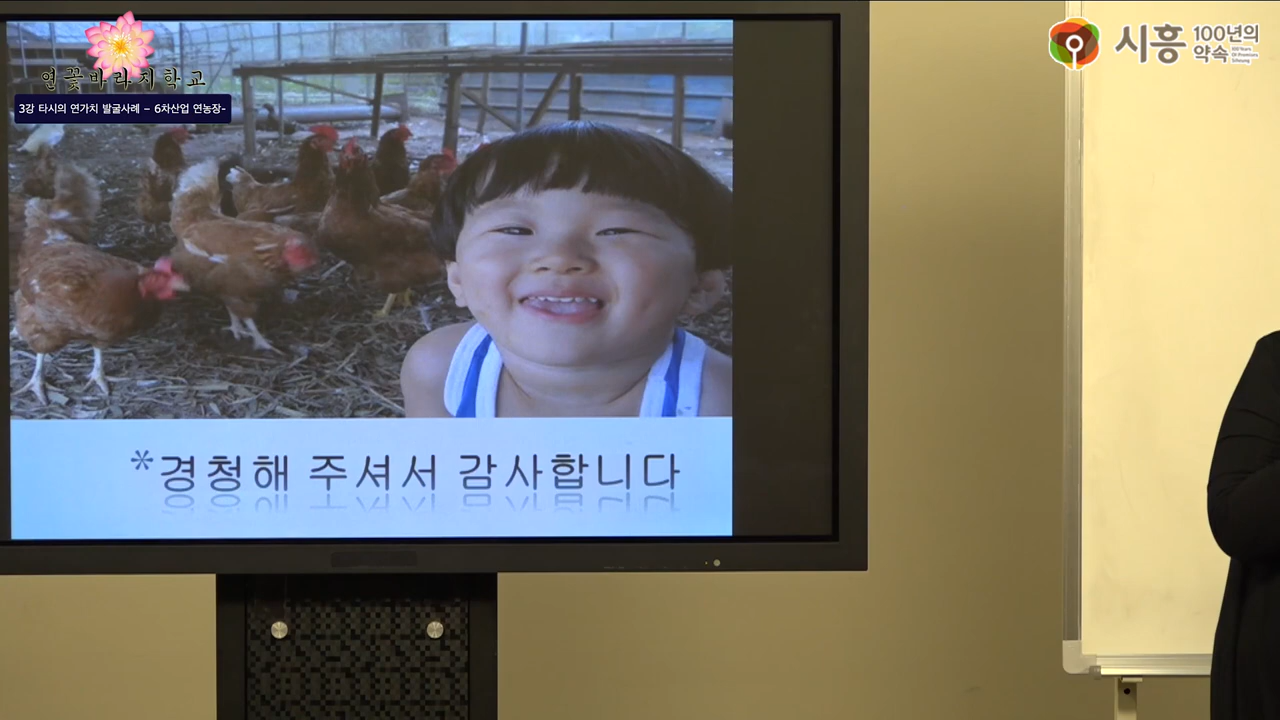 연꽃바라지학교
3강 타시의 연가치 발굴사례 – 6차산업 연농장-
시흥 100년의 약속
*경청해 주셔서 감사합니다